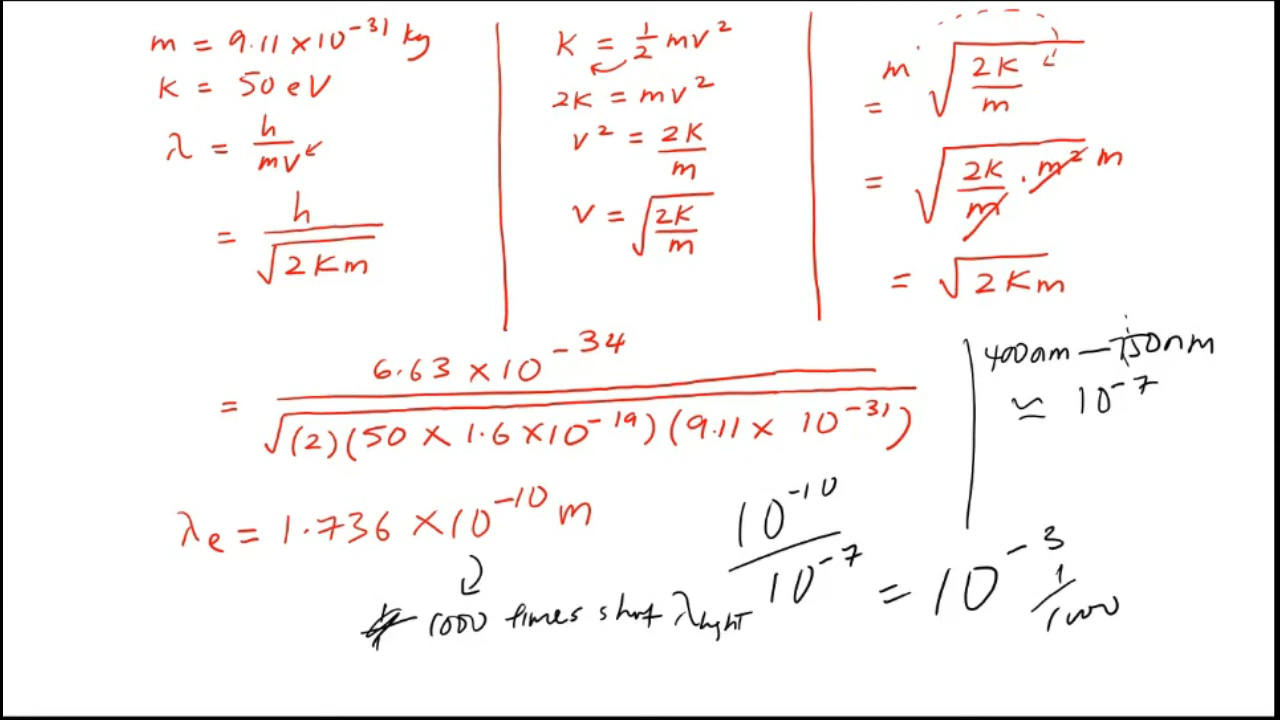 m = 9.11 × 10⁻³¹ kg
K = 50 eV
λ = h/mv
= h/√(2Km)
K = ½ mv²
2K = mv²
v² = 2K/m
v = √(2K/m)
m √(2K/m)
=
= √(2K/m · m²) m
= √(2Km)
= 6.63 × 10⁻³⁴ / √((2)(50 × 1.6 × 10⁻¹⁹)(9.11 × 10⁻³¹))
400nm — 750nm
≃ 10⁻⁷
λe = 1.736 × 10⁻¹⁰ m
10⁻¹⁰/10⁻⁷ = 10⁻³
1/1000
1000 times short λlight